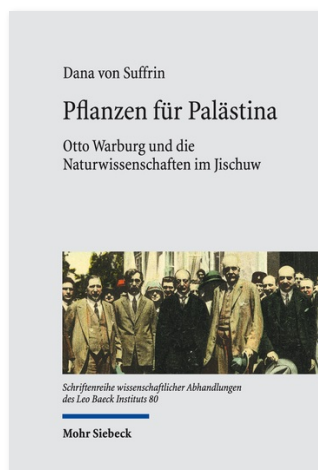 Dana von Suffrin
Pflanzen für Palästina
Otto Warburg und die
Naturwissenschaften im Jischuw
Schriftenreihe wissenschaftlicher Abhandlungen
des Leo Baeck Instituts 80
Mohr Siebeck